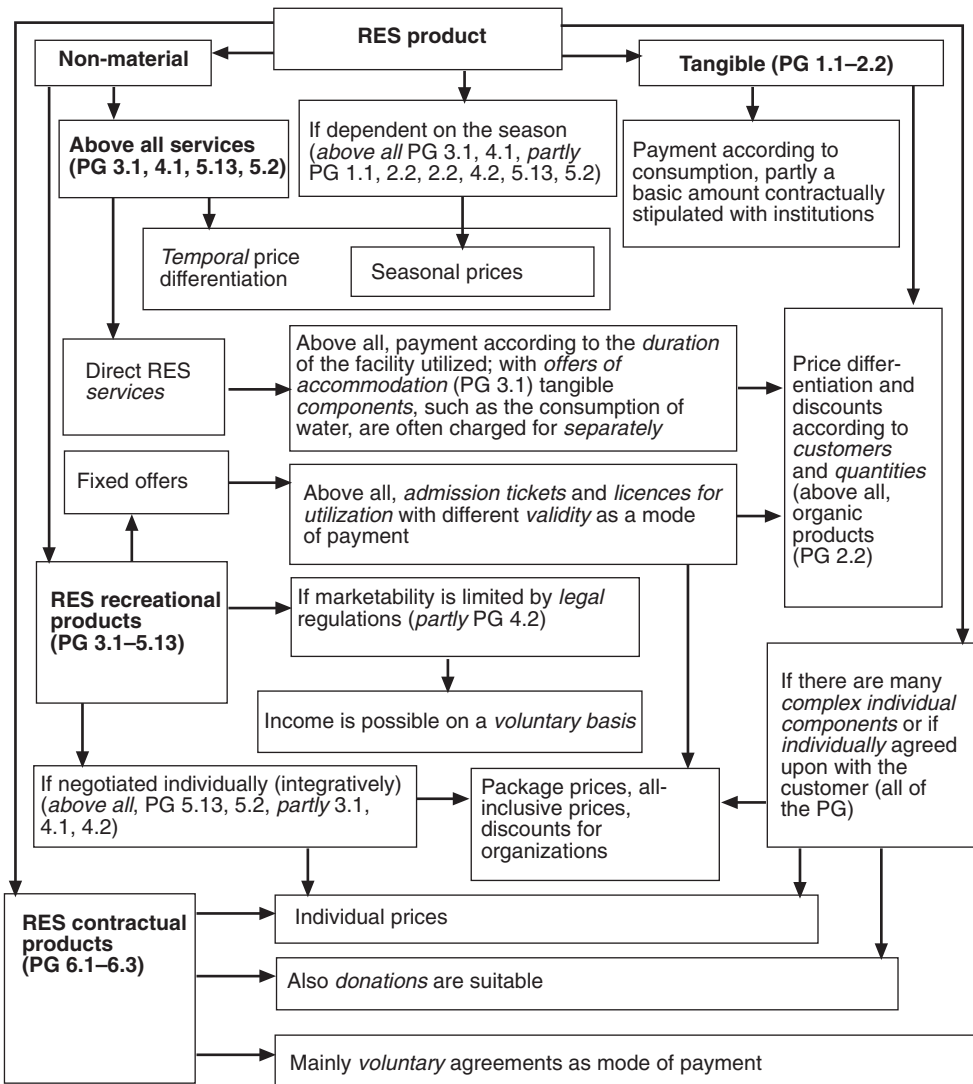 RES product
Non-material
Tangible (PG 1.1–2.2)
Above all services
(PG 3.1, 4.1, 5.13, 5.2)
If dependent on the season
(above all PG 3.1, 4.1, partly
PG 1.1, 2.2, 2.2, 4.2, 5.13, 5.2)
Payment according to
consumption, partly a
basic amount contractually
stipulated with institutions
Temporal price
differentiation
Seasonal prices
Direct RES
services
Above all, payment according to the duration
of the facility utilized; with offers of
accommodation (PG 3.1) tangible
components, such as the consumption of
water, are often charged for separately
Price differ-
entiation and
discounts
according to
customers
and quantities
(above all,
organic
products
(PG 2.2)
Fixed offers
Above all, admission tickets and licences for
utilization with different validity as a mode
of payment
RES recreational
products
(PG 3.1–5.13)
If marketability is limited by legal
regulations (partly PG 4.2)
Income is possible on a voluntary basis
If there are many
complex individual
components or if
individually agreed
upon with the
customer (all of
the PG)
If negotiated individually (integratively)
(above all, PG 5.13, 5.2, partly 3.1,
4.1, 4.2)
Package prices, all-
inclusive prices,
discounts for
organizations
RES contractual
products
(PG 6.1–6.3)
Individual prices
Also donations are suitable
Mainly voluntary agreements as mode of payment